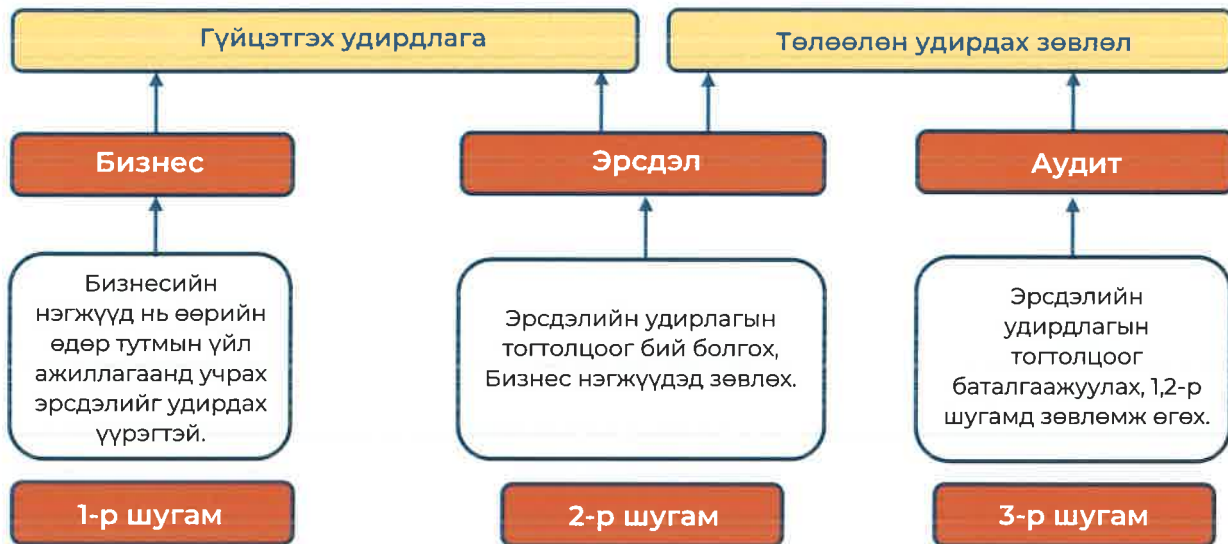 Гүйцэтгэх удирдлага
Төлөөлөн удирдах зөвлөл
Бизнес
Эрсдэл
Аудит
Бизнесийн
нэгжүүд нь өөрийн
өдөр тутмын үйл
ажиллагаанд учрах
эрсдэлийг удирдах
үүрэгтэй.
Эрсдэлийн удирлагын
тогтолцоог бий болгох,
Бизнес нэгжүүдэд зөвлөх.
Эрсдэлийн
удирдлагын
тогтолцоог
баталгаажуулах, 1,2-р
шугамд зөвлөмж өгөх.
1-р шугам
2-р шугам
3-р шугам